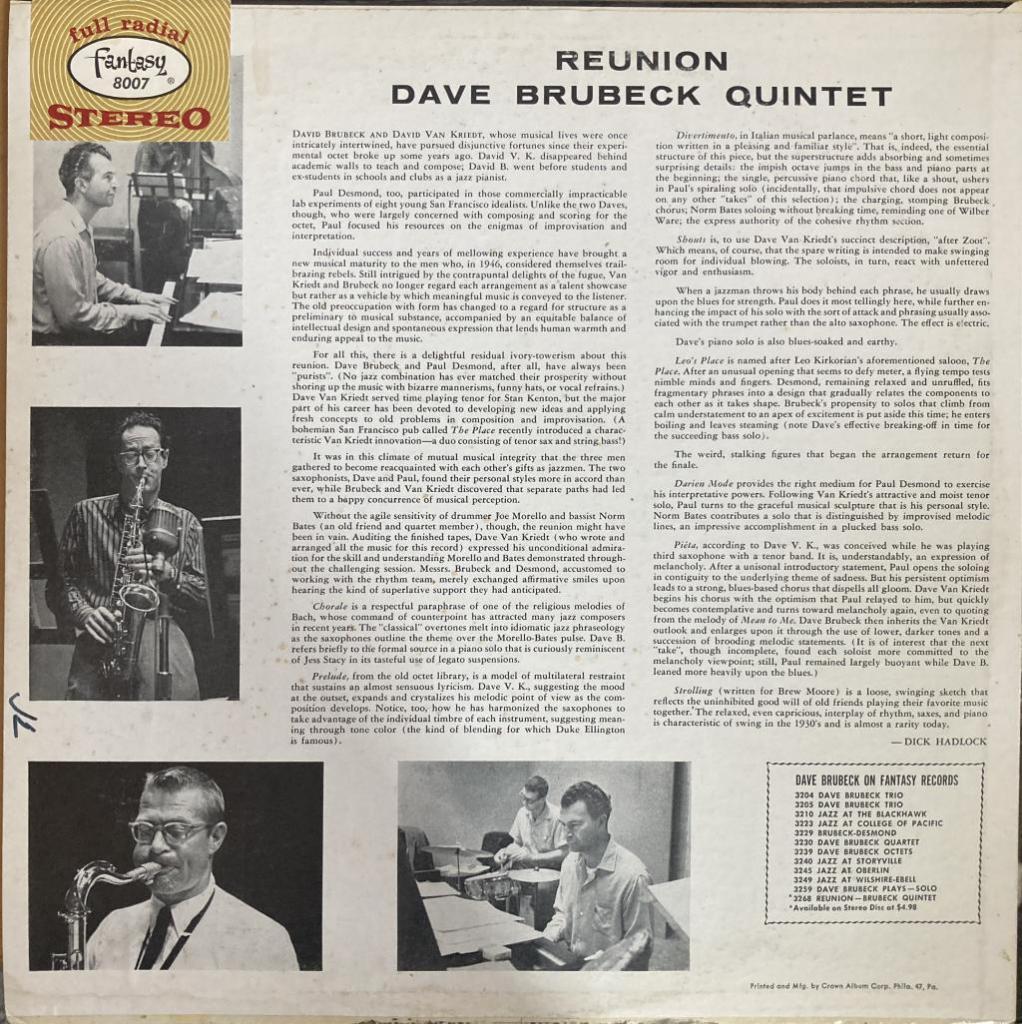 full radial
fantasy
8007 ®
STEREO
REUNION
DAVE BRUBECK QUINTET
DAVID BRUBECK AND DAVID VAN KRIEDT, whose musical lives were once
intricately intertwined, have pursued disjunctive fortunes since their experi-
mental octet broke up some years ago. David V. K. disappeared behind
academic walls to teach and compose; David B. went before students and
ex-students in schools and clubs as a jazz pianist.
Paul Desmond, too, participated in those commercially impracticable
lab experiments of eight young San Francisco idealists. Unlike the two Daves,
though, who were largely concerned with composing and scoring for the
octet, Paul focused his resources on the enigmas of improvisation and
interpretation.
Individual success and years of mellowing experience have brought a
new musical maturity to the men who, in 1946, considered themselves trail-
brazing rebels. Still intrigued by the contrapuntal delights of the fugue, Van
Kriedt and Brubeck no longer regard each arrangement as a talent showcase
but rather as a vehicle by which meaningful music is conveyed to the listener.
The old preoccupation with form has changed to a regard for structure as a
preliminary to musical substance, accompanied by an equitable balance of
intellectual design and spontaneous expression that lends human warmth and
enduring appeal to the music.
For all this, there is a delightful residual ivory-towerism about this
reunion. Dave Brubeck and Paul Desmond, after all, have always been
"purists". (No jazz combination has ever matched their prosperity without
shoring up the music with bizarre mannerisms, funny hats, or vocal refrains.)
Dave Van Kriedt served time playing tenor for Stan Kenton, but the major
part of his career has been devoted to developing new ideas and applying
fresh concepts to old problems in composition and improvisation. (A
bohemian San Francisco pub called The Place recently introduced a charac-
teristic Van Kriedt innovation—a duo consisting of tenor sax and string bass!)
It was in this climate of mutual musical integrity that the three men
gathered to become reacquainted with each other's gifts as jazzmen. The two
saxophonists, Dave and Paul, found their personal styles more in accord than
ever, while Brubeck and Van Kriedt discovered that separate paths had led
them to a happy concurrence of musical perception.
Without the agile sensitivity of drummer Joe Morello and bassist Norm
Bates (an old friend and quartet member), though, the reunion might have
been in vain. Auditing the finished tapes, Dave Van Kriedt (who wrote and
arranged all the music for this record) expressed his unconditional admira-
tion for the skill and understanding Morello and Bates demonstrated through-
out the challenging session. Messrs. Brubeck and Desmond, accustomed to
working with the rhythm team, merely exchanged affirmative smiles upon
hearing the kind of superlative support they had anticipated.
Chorale is a respectful paraphrase of one of the religious melodies of
Bach, whose command of counterpoint has attracted many jazz composers
in recent years. The "classical" overtones melt into idiomatic jazz phraseology
as the saxophones outline the theme over the Morello-Bates pulse. Dave B.
refers briefly to the formal source in a piano solo that is curiously reminiscent
of Jess Stacy in its tasteful use of legato suspensions.
Prelude, from the old octet library, is a model of multilateral restraint
that sustains an almost sensuous lyricism. Dave V. K., suggesting the mood
at the outset, expands and crystalizes his melodic point of view as the com-
position develops. Notice, too, how he has harmonized the saxophones to
take advantage of the individual timbre of each instrument, suggesting mean-
ing through tone color (the kind of blending for which Duke Ellington
is famous).
Divertimento, in Italian musical parlance, means "a short, light composi-
tion written in a pleasing and familiar style". That is, indeed, the essential
structure of this piece, but the superstructure adds absorbing and sometimes
surprising details: the impish octave jumps in the bass and piano parts at
the beginning; the single, percussive piano chord that, like a shout, ushers
in Paul's spiraling solo (incidentally, that impulsive chord does not appear
on any other "takes" of this selection); the charging, stomping Brubeck
chorus; Norm Bates soloing without breaking time, reminding one of Wilber
Ware; the express authority of the cohesive rhythm section.
Shouts is, to use Dave Van Kriedt's succinct description, "after Zoot".
Which means, of course, that the spare writing is intended to make swinging
room for individual blowing. The soloists, in turn, react with unfettered
vigor and enthusiasm.
When a jazzman throws his body behind each phrase, he usually draws
upon the blues for strength. Paul does it most tellingly here, while further en-
hancing the impact of his solo with the sort of attack and phrasing usually asso-
ciated with the trumpet rather than the alto saxophone. The effect is electric.
Dave's piano solo is also blues-soaked and earthy.
Leo's Place is named after Leo Kirkorian's aforementioned saloon, The
Place. After an unusual opening that seems to defy meter, a flying tempo tests
nimble minds and fingers. Desmond, remaining relaxed and unruffled, fits
fragmentary phrases into a design that gradually relates the components to
each other as it takes shape. Brubeck's propensity to solos that climb from
calm understatement to an apex of excitement is put aside this time; he enters
boiling and leaves steaming (note Dave's effective breaking-off in time for
the succeeding bass solo).
The weird, stalking figures that began the arrangement return for
the finale.
Darien Mode provides the right medium for Paul Desmond to exercise
his interpretative powers. Following Van Kriedt's attractive and moist tenor
solo, Paul turns to the graceful musical sculpture that is his personal style.
Norm Bates contributes a solo that is distinguished by improvised melodic
lines, an impressive accomplishment in a plucked bass solo.
Piéta, according to Dave V. K., was conceived while he was playing
third saxophone with a tenor band. It is, understandably, an expression of
melancholy. After a unisonal introductory statement, Paul opens the soloing
in contiguity to the underlying theme of sadness. But his persistent optimism
leads to a strong, blues-based chorus that dispells all gloom. Dave Van Kriedt
begins his chorus with the optimism that Paul relayed to him, but quickly
becomes contemplative and turns toward melancholy again, even to quoting
from the melody of Mean to Me. Dave Brubeck then inherits the Van Kriedt
outlook and enlarges upon it through the use of lower, darker tones and a
succession of brooding melodic statements. (It is of interest that the next
"take", though incomplete, found each soloist more committed to the
melancholy viewpoint; still, Paul remained largely buoyant while Dave B.
leaned more heavily upon the blues.)
Strolling (written for Brew Moore) is a loose, swinging sketch that
reflects the uninhibited good will of old friends playing their favorite music
together. The relaxed, even capricious, interplay of rhythm, saxes, and piano
is characteristic of swing in the 1930's and is almost a rarity today.
— DICK HADLOCK
DAVE BRUBECK ON FANTASY RECORDS
3204 DAVE BRUBECK TRIO
3205 DAVE BRUBECK TRIO
3210 JAZZ AT THE BLACKHAWK
3223 JAZZ AT COLLEGE OF PACIFIC
3229 BRUBECK-DESMOND
3230 DAVE BRUBECK QUARTET
3239 DAVE BRUBECK OCTETS
3240 JAZZ AT STORYVILLE
3245 JAZZ AT OBERLIN
3249 JAZZ AT WILSHIRE-EBELL
3259 DAVE BRUBECK PLAYS—SOLO
*3268 REUNION—BRUBECK QUINTET
*Available on Stereo Disc at $4.98
Printed and Mfg. by Crown Album Corp. Phila. 47, Pa.